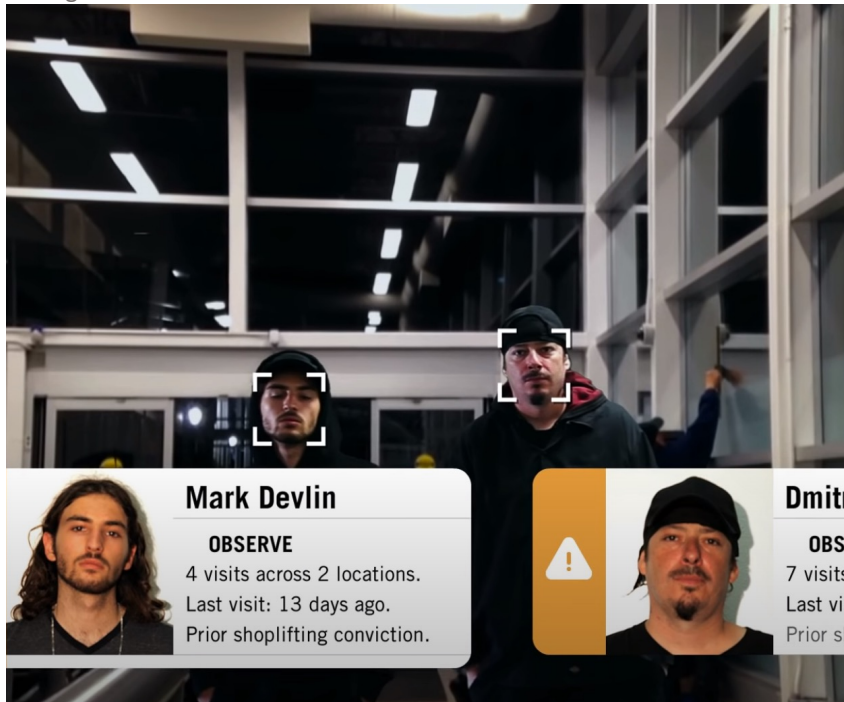 Mark Devlin
OBSERVE
4 visits across 2 locations.
Last visit: 13 days ago.
Prior shoplifting conviction.
Dmit
OBS
7 visits
Last vi
Prior s